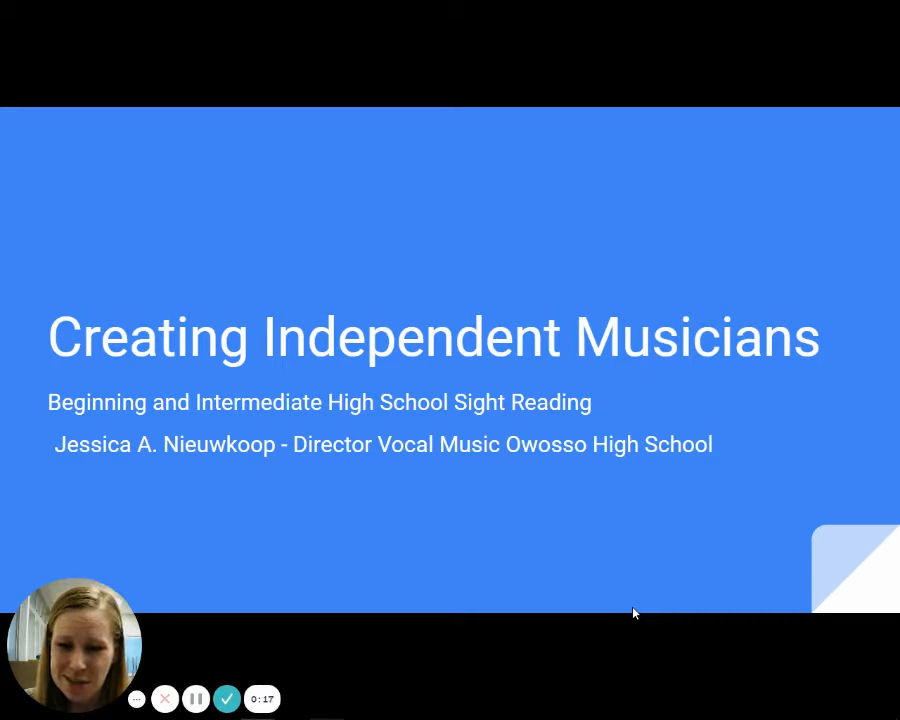 Creating Independent Musicians
Beginning and Intermediate High School Sight Reading
Jessica A. Nieuwkoop - Director Vocal Music Owosso High School
0:17